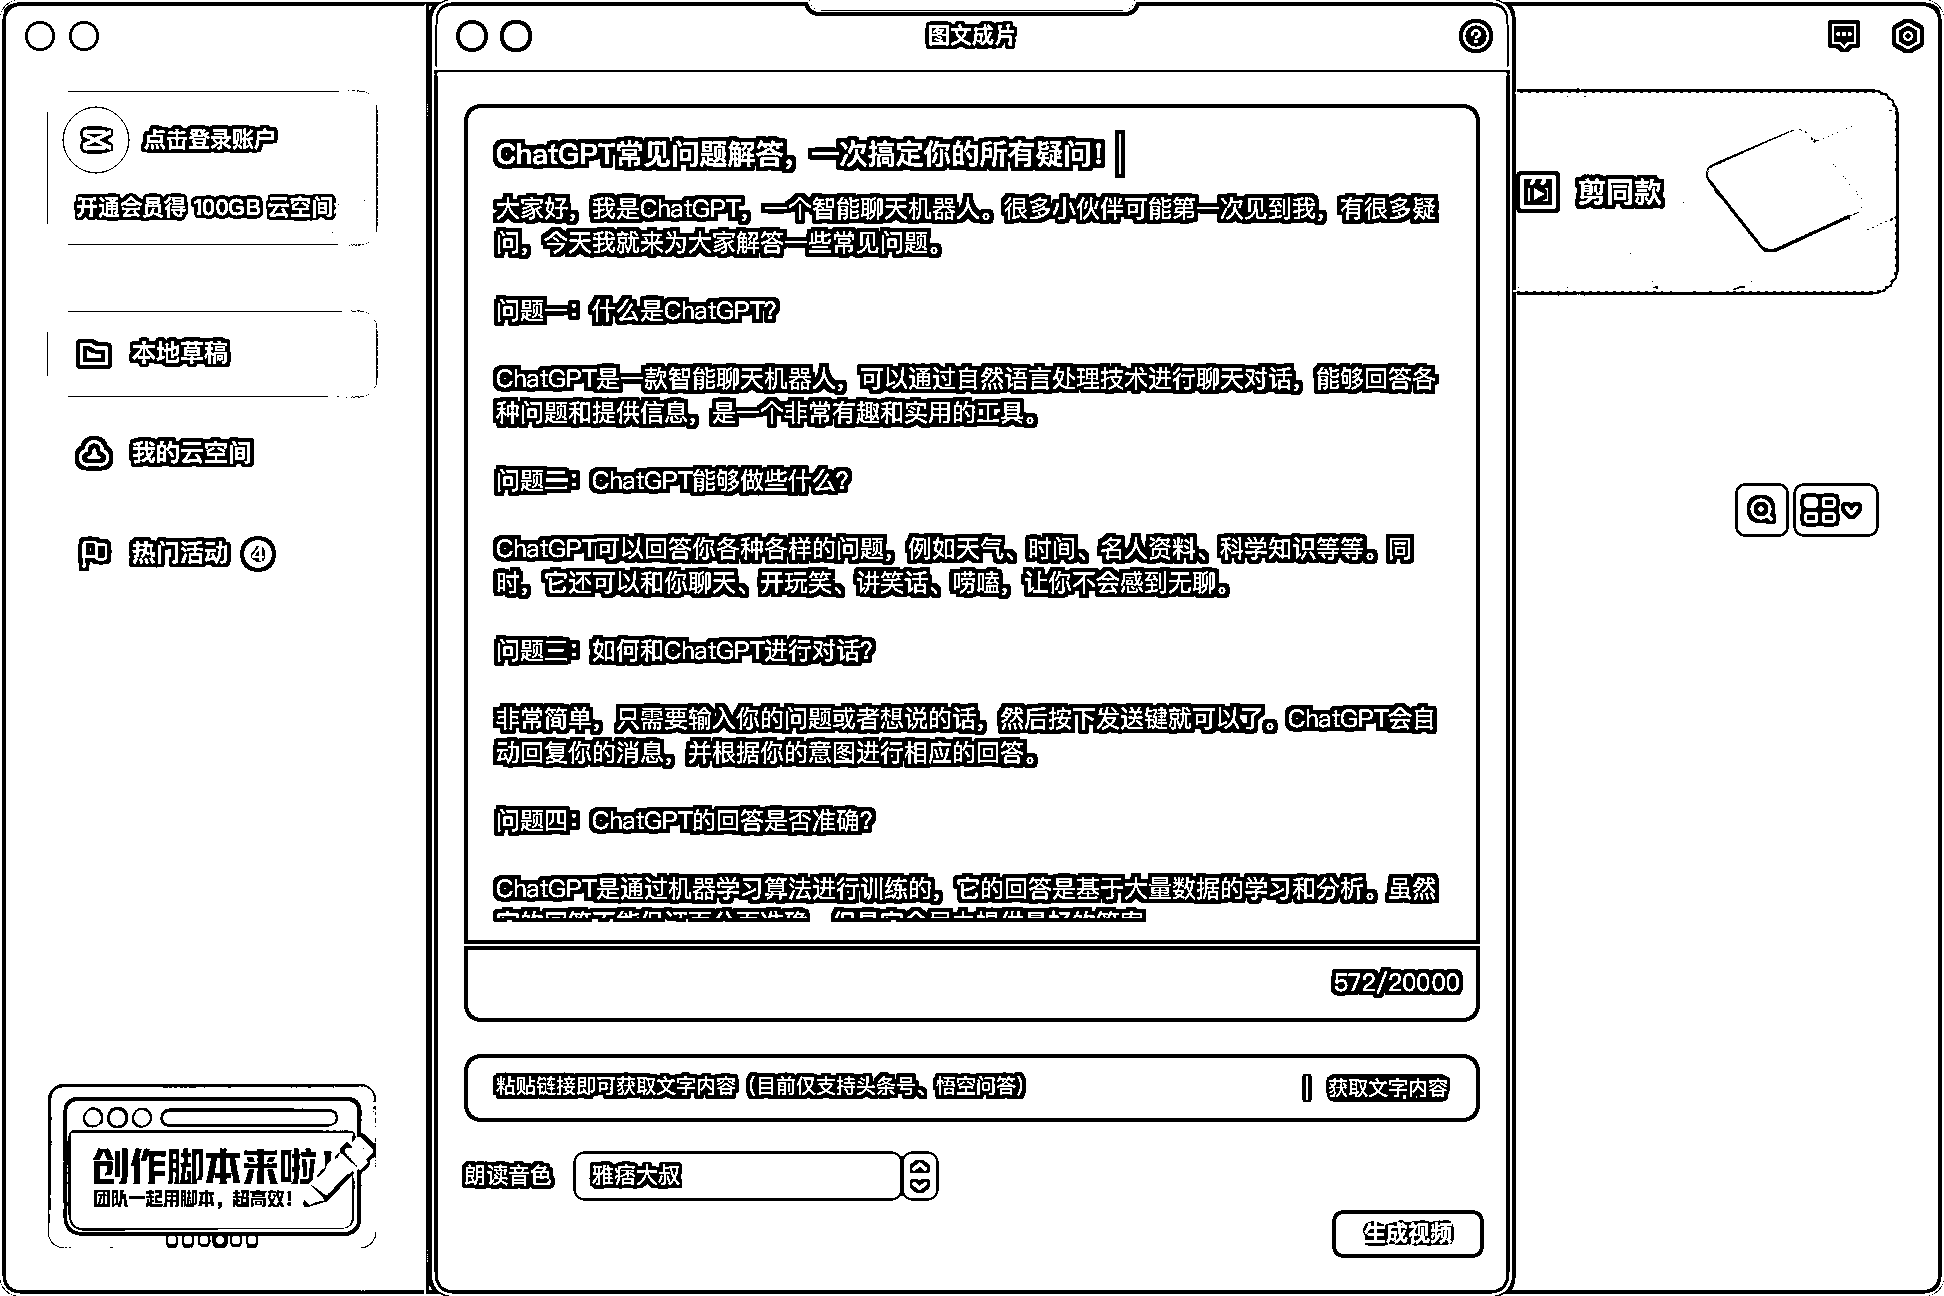 图文成片
点击登录账户
开通会员得 100GB 云空间
本地草稿
我的云空间
热门活动 4
创作脚本来啦！
团队一起用脚本，超高效！
ChatGPT常见问题解答，一次搞定你的所有疑问！
大家好，我是ChatGPT，一个智能聊天机器人。很多小伙伴可能第一次见到我，有很多疑
问，今天我就来为大家解答一些常见问题。
问题一：什么是ChatGPT？
ChatGPT是一款智能聊天机器人，可以通过自然语言处理技术进行聊天对话，能够回答各
种问题和提供信息，是一个非常有趣和实用的工具。
问题二：ChatGPT能够做些什么？
ChatGPT可以回答你各种各样的问题，例如天气、时间、名人资料、科学知识等等。同
时，它还可以和你聊天、开玩笑、讲笑话、唠嗑，让你不会感到无聊。
问题三：如何和ChatGPT进行对话？
非常简单，只需要输入你的问题或者想说的话，然后按下发送键就可以了。ChatGPT会自
动回复你的消息，并根据你的意图进行相应的回答。
问题四：ChatGPT的回答是否准确？
ChatGPT是通过机器学习算法进行训练的，它的回答是基于大量数据的学习和分析。虽然
572/20000
粘贴链接即可获取文字内容（目前仅支持头条号、悟空问答）
获取文字内容
朗读音色
雅痞大叔
生成视频
剪同款